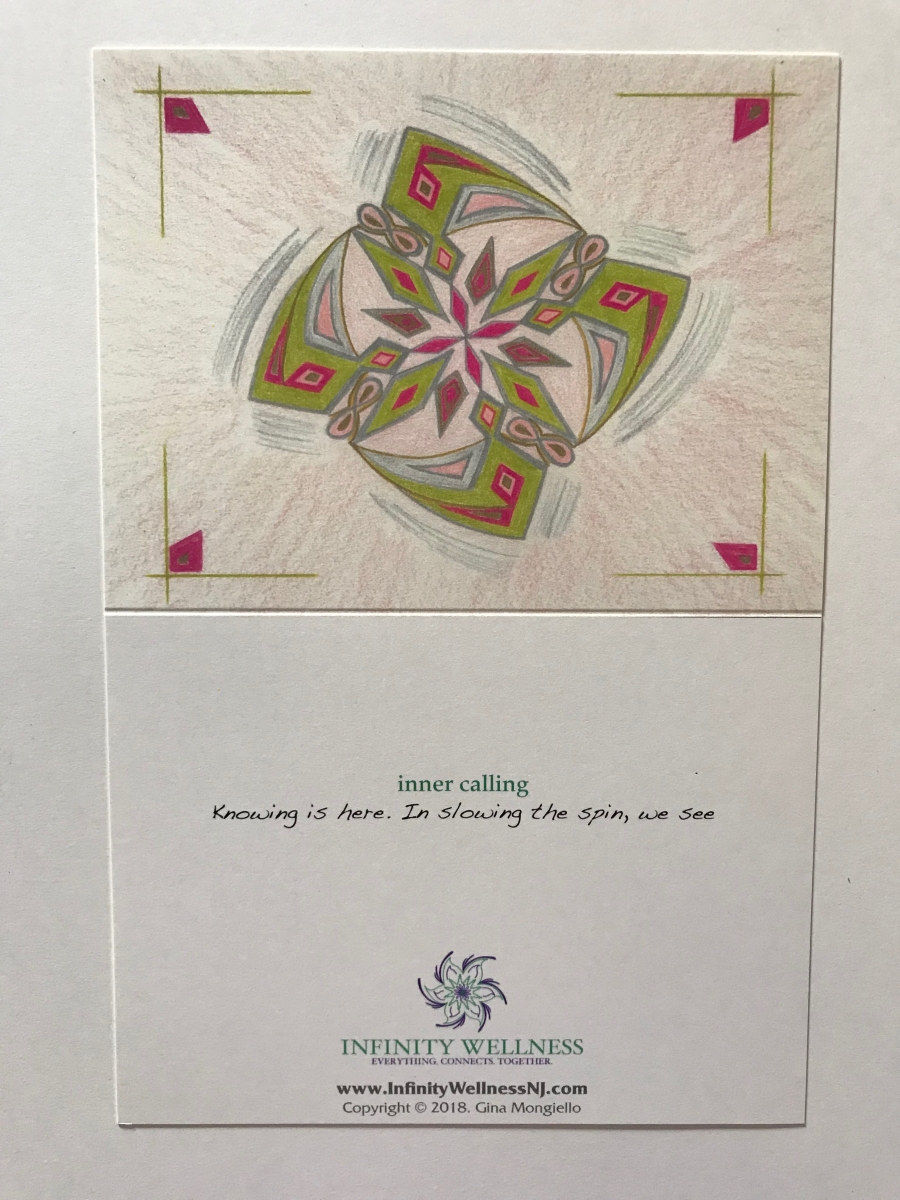 inner calling
Knowing is here. In slowing the spin, we see
INFINITY WELLNESS
EVERYTHING. CONNECTS. TOGETHER.
www.InfinityWellnessNJ.com
Copyright © 2018. Gina Mongiello